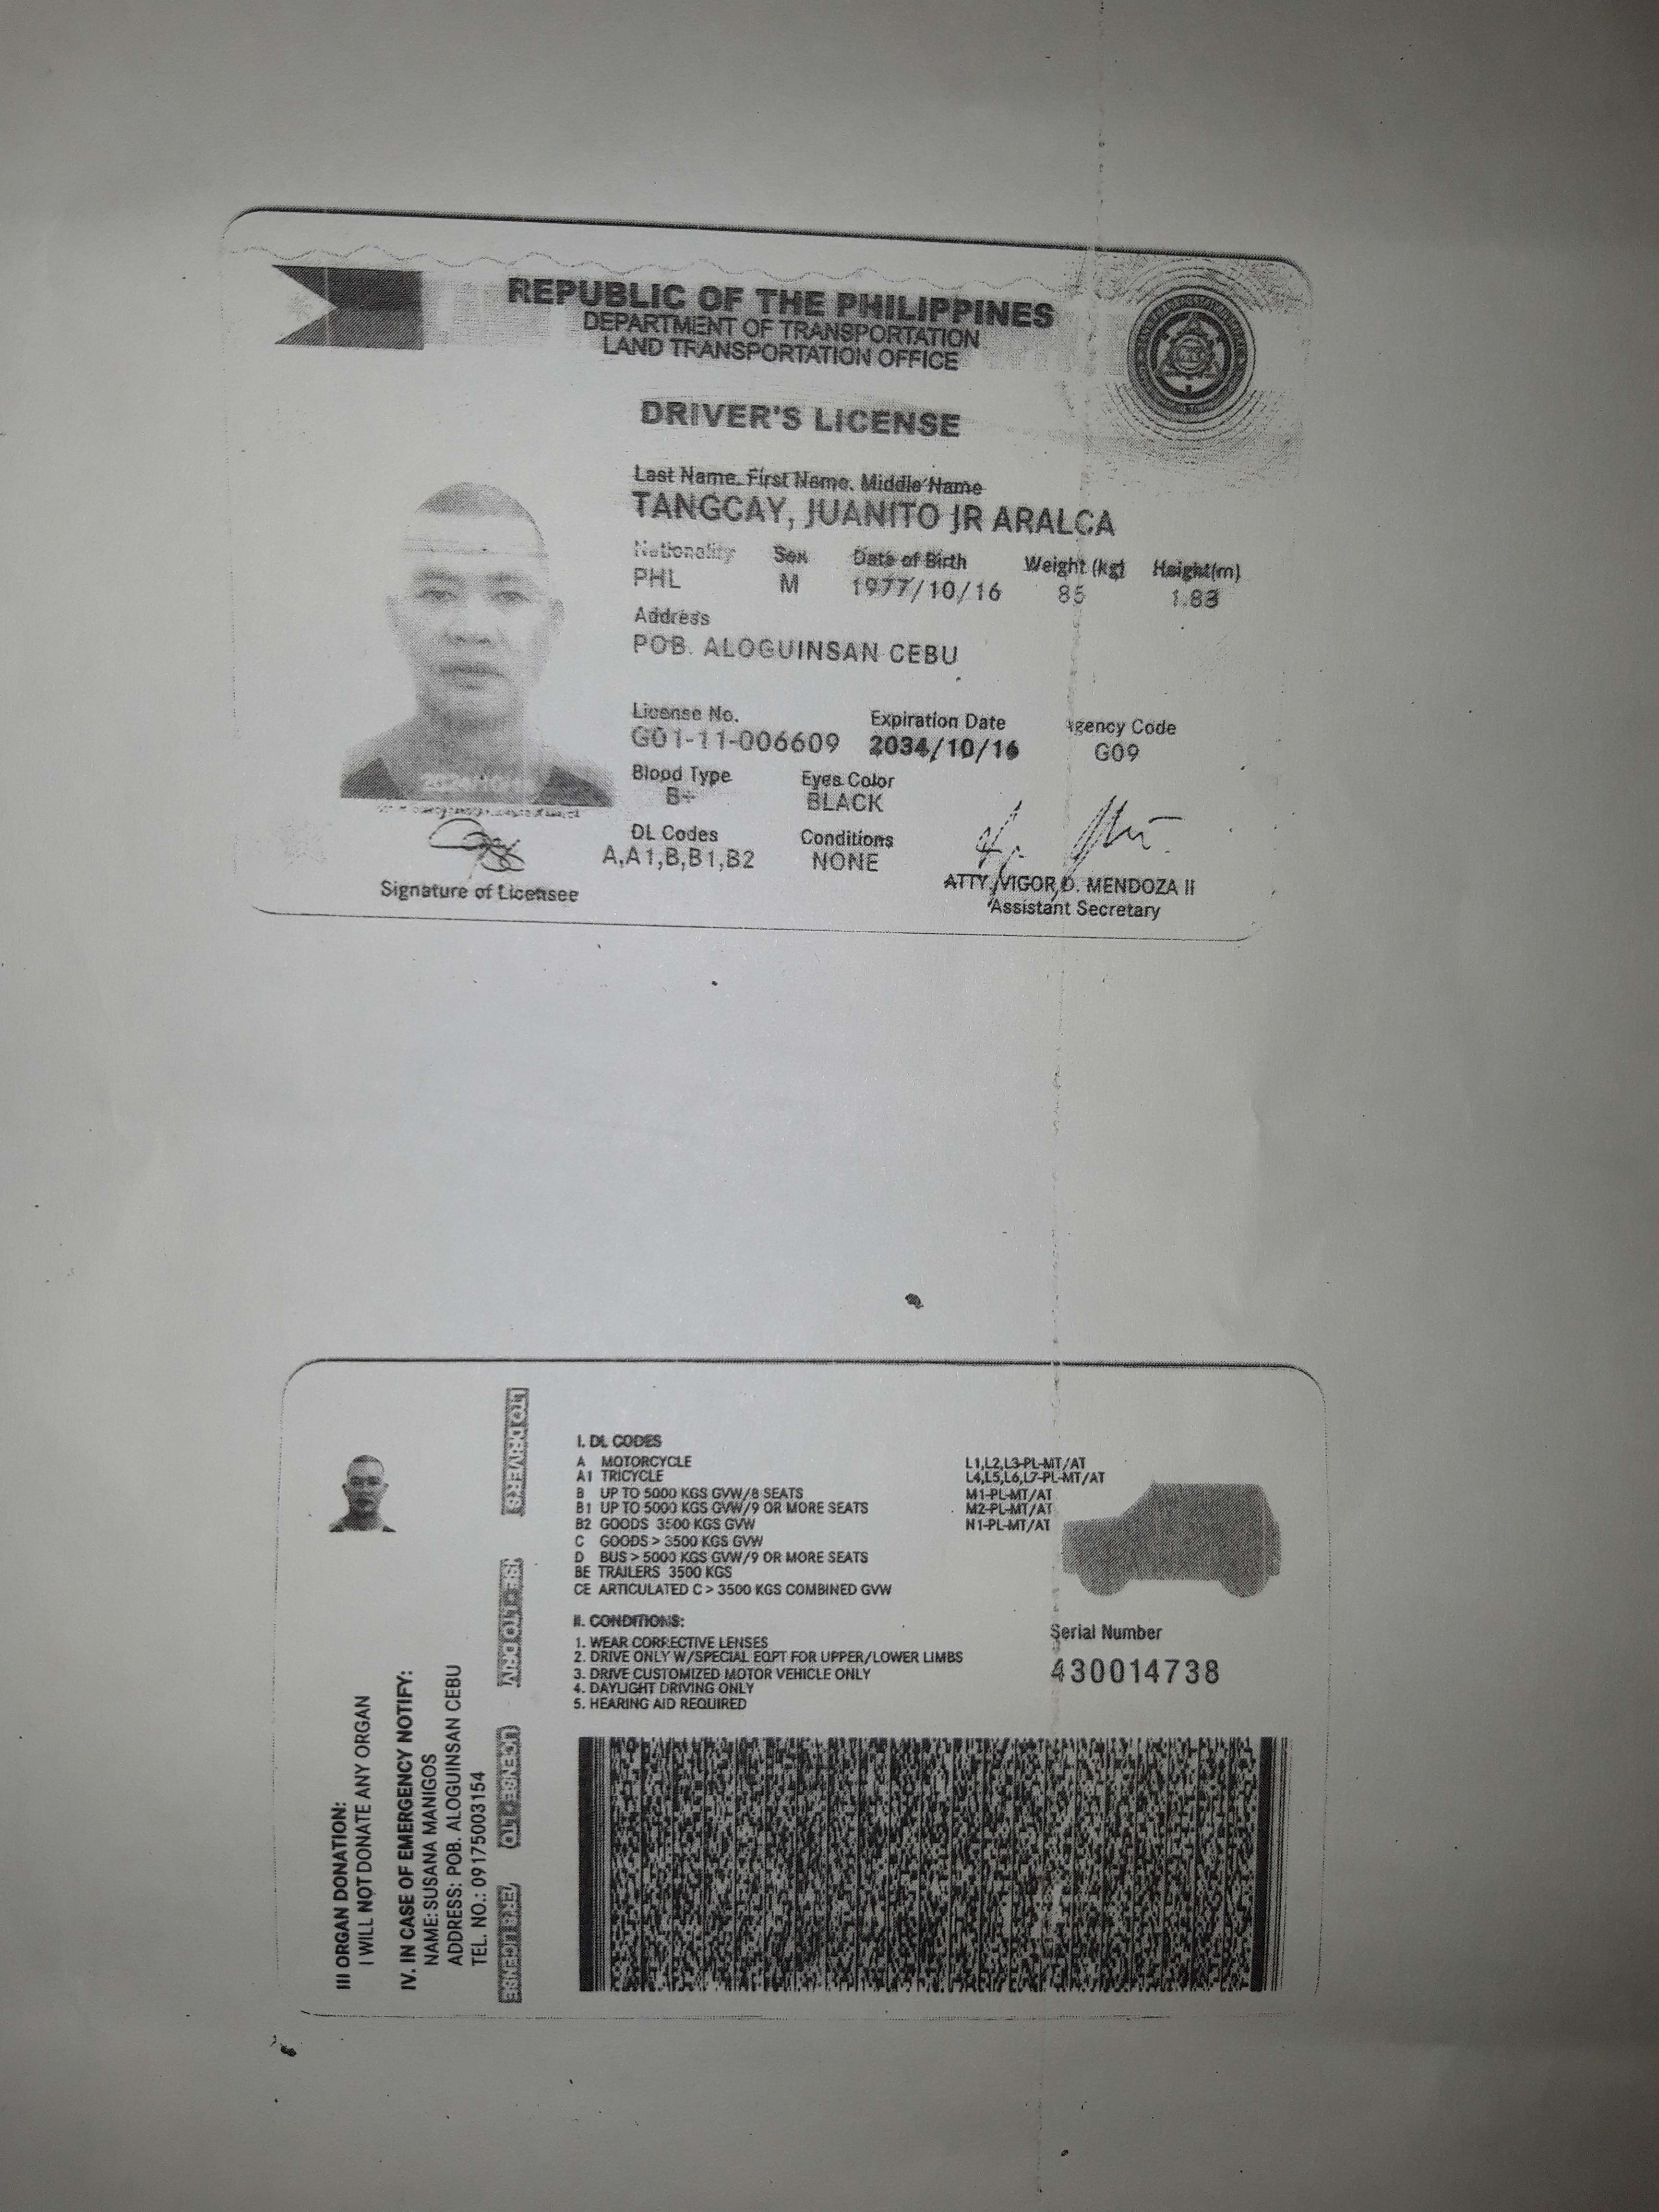 REPUBLIC OF THE PHILIPPINES
DEPARTMENT OF TRANSPORTATION
LAND TRANSPORTATION OFFICE
DRIVER'S LICENSE
Last Name. First Name. Middle Name
TANGCAY, JUANITO JR ARALCA
Nationality Sex Date of Birth Weight (kg) Height(m)
PHL M 1977/10/16 85 1.83
Address
POB. ALOGUINSAN CEBU
License No. Expiration Date Agency Code
G01-11-006609 2034/10/16 G09
Blood Type Eyes Color
B+ BLACK
DL Codes Conditions
A,A1,B,B1,B2 NONE
Signature of Licensee
ATTY. VIGOR D. MENDOZA II
Assistant Secretary
I. DL CODES
A MOTORCYCLE L1,L2,L3-PL-MT/AT
A1 TRICYCLE L4,L5,L6,L7-PL-MT/AT
B UP TO 5000 KGS GVW/8 SEATS M1-PL-MT/AT
B1 UP TO 5000 KGS GVW/9 OR MORE SEATS M2-PL-MT/AT
B2 GOODS 3500 KGS GVW N1-PL-MT/AT
C GOODS > 3500 KGS GVW
D BUS > 5000 KGS GVW/9 OR MORE SEATS
BE TRAILERS 3500 KGS
CE ARTICULATED C > 3500 KGS COMBINED GVW
II. CONDITIONS:
1. WEAR CORRECTIVE LENSES
2. DRIVE ONLY W/SPECIAL EQPT FOR UPPER/LOWER LIMBS
3. DRIVE CUSTOMIZED MOTOR VEHICLE ONLY
4. DAYLIGHT DRIVING ONLY
5. HEARING AID REQUIRED
Serial Number
430014738
III ORGAN DONATION:
I WILL NOT DONATE ANY ORGAN
IV. IN CASE OF EMERGENCY NOTIFY:
NAME: SUSANA MANIGOS
ADDRESS: POB. ALOGUINSAN CEBU
TEL. NO.: 09175003154
LTO DRIVERS